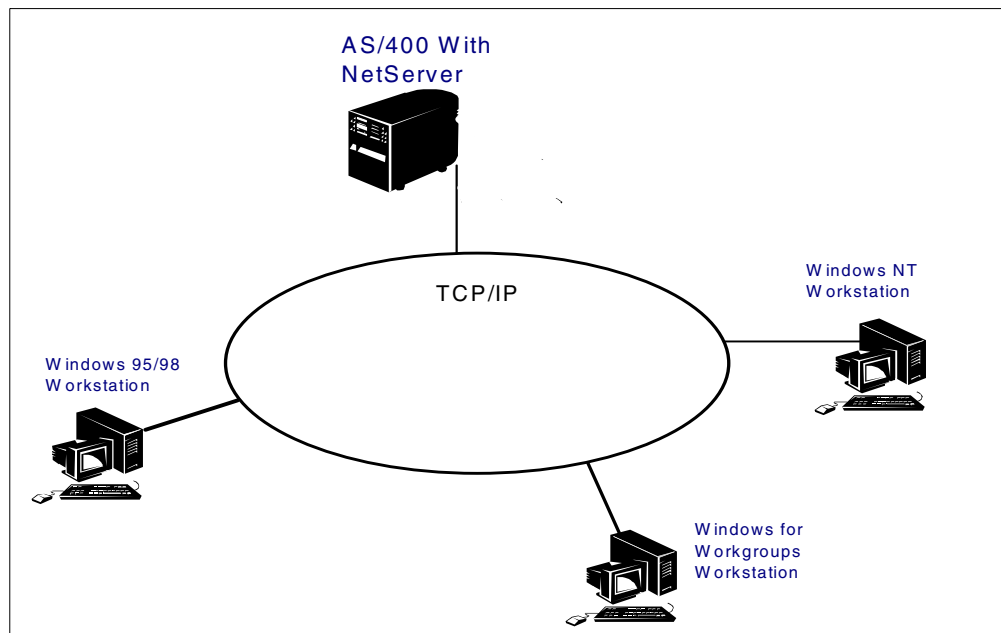 AS/400 With
NetServer
TCP/IP
Windows NT
Workstation
Windows 95/98
Workstation
Windows for
Workgroups
Workstation